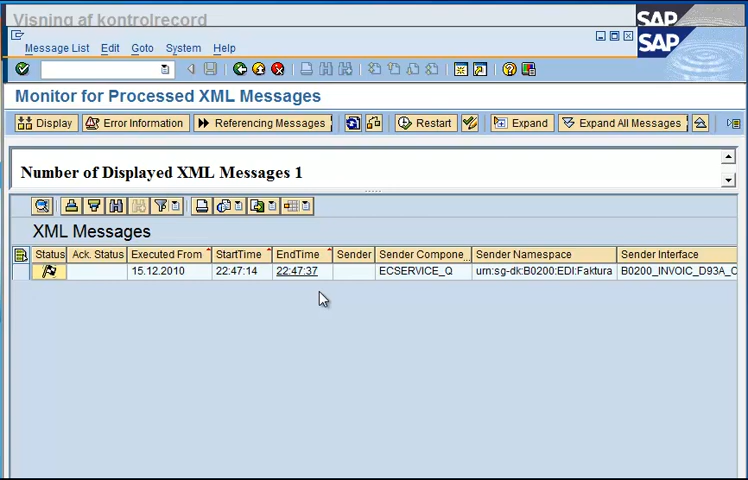 Visning af kontrolrecord
SAP
SAP
Message List Edit Goto System Help
Monitor for Processed XML Messages
Display Error Information Referencing Messages Restart Expand Expand All Messages
Number of Displayed XML Messages 1
XML Messages
Status Ack. Status Executed From StartTime EndTime Sender Sender Compone... Sender Namespace Sender Interface
15.12.2010 22:47:14 22:47:37 ECSERVICE_Q urn:sg-dk:B0200:EDI:Faktura B0200_INVOIC_D93A_C